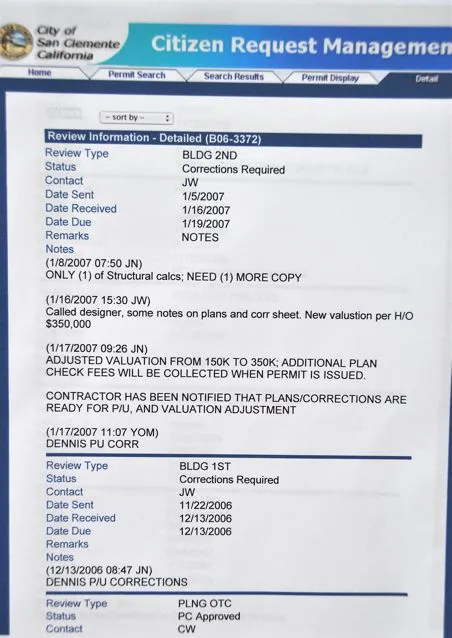 City of
San Clemente
California
Citizen Request Managemen
Home Permit Search Search Results Permit Display Detail
- sort by -
Review Information - Detailed (B06-3372)
Review Type BLDG 2ND
Status Corrections Required
Contact JW
Date Sent 1/5/2007
Date Received 1/16/2007
Date Due 1/19/2007
Remarks NOTES
Notes
(1/8/2007 07:50 JN)
ONLY (1) of Structural calcs; NEED (1) MORE COPY
(1/16/2007 15:30 JW)
Called designer, some notes on plans and corr sheet. New valustion per H/O
$350,000
(1/17/2007 09:26 JN)
ADJUSTED VALUATION FROM 150K TO 350K; ADDITIONAL PLAN
CHECK FEES WILL BE COLLECTED WHEN PERMIT IS ISSUED.
CONTRACTOR HAS BEEN NOTIFIED THAT PLANS/CORRECTIONS ARE
READY FOR P/U, AND VALUATION ADJUSTMENT
(1/17/2007 11:07 YOM)
DENNIS PU CORR
Review Type BLDG 1ST
Status Corrections Required
Contact JW
Date Sent 11/22/2006
Date Received 12/13/2006
Date Due 12/13/2006
Remarks
Notes
(12/13/2006 08:47 JN)
DENNIS P/U CORRECTIONS
Review Type PLNG OTC
Status PC Approved
Contact CW